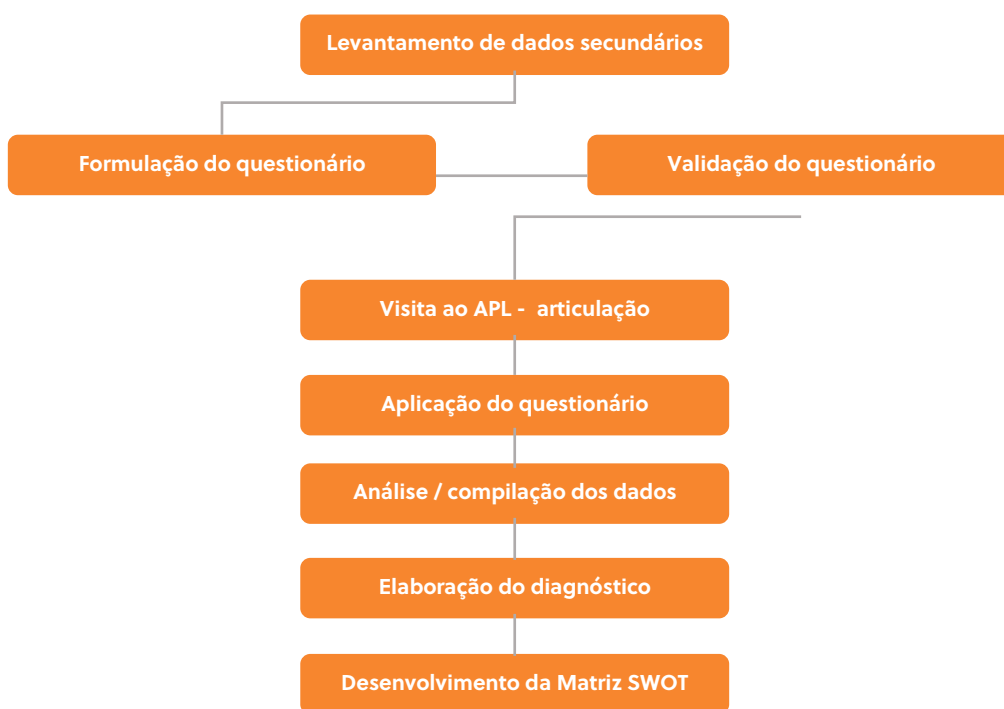 Levantamento de dados secundários
Formulação do questionário
Validação do questionário
Visita ao APL - articulação
Aplicação do questionário
Análise / compilação dos dados
Elaboração do diagnóstico
Desenvolvimento da Matriz SWOT